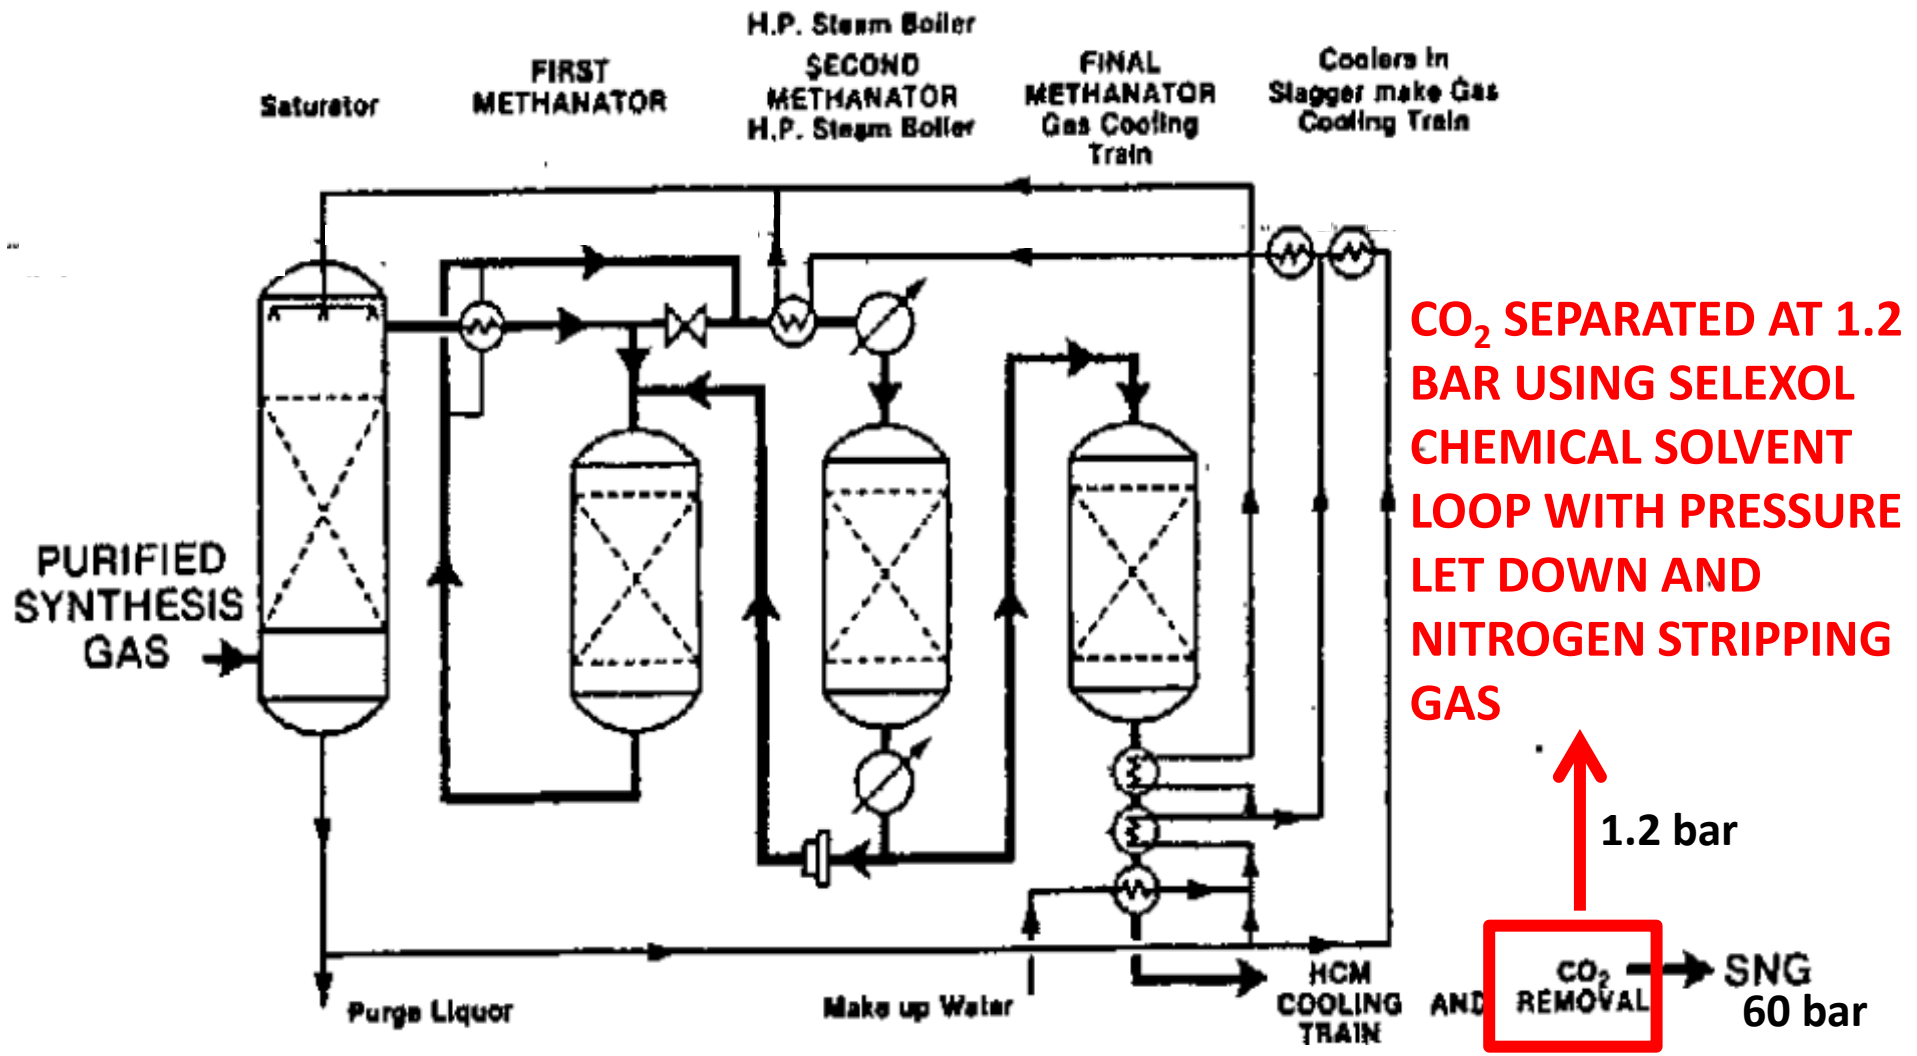 H.P. Steam Boiler
FIRST
METHANATOR
SECOND
METHANATOR
H.P. Steam Boiler
FINAL
METHANATOR
Gas Cooling
Train
Coolers in
Slagger make Gas
Cooling Train
Saturator
CO₂ SEPARATED AT 1.2
BAR USING SELEXOL
CHEMICAL SOLVENT
LOOP WITH PRESSURE
LET DOWN AND
NITROGEN STRIPPING
GAS
PURIFIED
SYNTHESIS
GAS
1.2 bar
Purge Liquor
Make up Water
HCM
COOLING
TRAIN
AND
CO₂
REMOVAL
SNG
60 bar